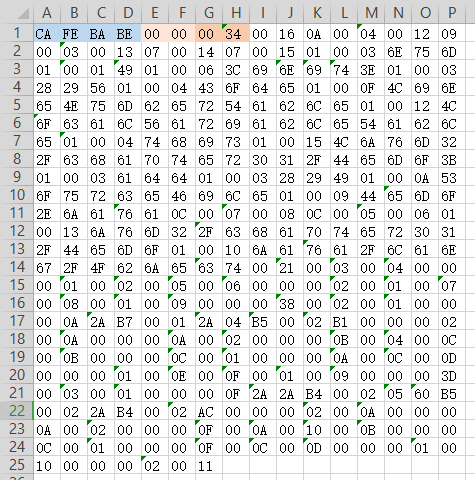 A B C D E F G H I J K L M N O P
1 CA FE BA BE 00 00 00 34 00 16 0A 00 04 00 12 09
2 00 03 00 13 07 00 14 07 00 15 01 00 03 6E 75 6D
3 01 00 01 49 01 00 06 3C 69 6E 69 74 3E 01 00 03
4 28 29 56 01 00 04 43 6F 64 65 01 00 0F 4C 69 6E
5 65 4E 75 6D 62 65 72 54 61 62 6C 65 01 00 12 4C
6 6F 63 61 6C 56 61 72 69 61 62 6C 65 54 61 62 6C
7 65 01 00 04 74 68 69 73 01 00 15 4C 6A 76 6D 32
8 2F 63 68 61 70 74 65 72 30 31 2F 44 65 6D 6F 3B
9 01 00 03 61 64 64 01 00 03 28 29 49 01 00 0A 53
10 6F 75 72 63 65 46 69 6C 65 01 00 09 44 65 6D 6F
11 2E 6A 61 76 61 0C 00 07 00 08 0C 00 05 00 06 01
12 00 13 6A 76 6D 32 2F 63 68 61 70 74 65 72 30 31
13 2F 44 65 6D 6F 01 00 10 6A 61 76 61 2F 6C 61 6E
14 67 2F 4F 62 6A 65 63 74 00 21 00 03 00 04 00 00
15 00 01 00 02 00 05 00 06 00 00 00 02 00 01 00 07
16 00 08 00 01 00 09 00 00 00 38 00 02 00 01 00 00
17 00 0A 2A B7 00 01 2A 04 B5 00 02 B1 00 00 00 02
18 00 0A 00 00 00 0A 00 02 00 00 00 0B 00 04 00 0C
19 00 0B 00 00 00 0C 00 01 00 00 00 0A 00 0C 00 0D
20 00 00 00 01 00 0E 00 0F 00 01 00 09 00 00 00 3D
21 00 03 00 01 00 00 00 0F 2A 2A B4 00 02 05 60 B5
22 00 02 2A B4 00 02 AC 00 00 00 02 00 0A 00 00 00
23 0A 00 02 00 00 00 0F 00 0A 00 10 00 0B 00 00 00
24 0C 00 01 00 00 00 0F 00 0C 00 0D 00 00 00 01 00
25 10 00 00 00 02 00 11